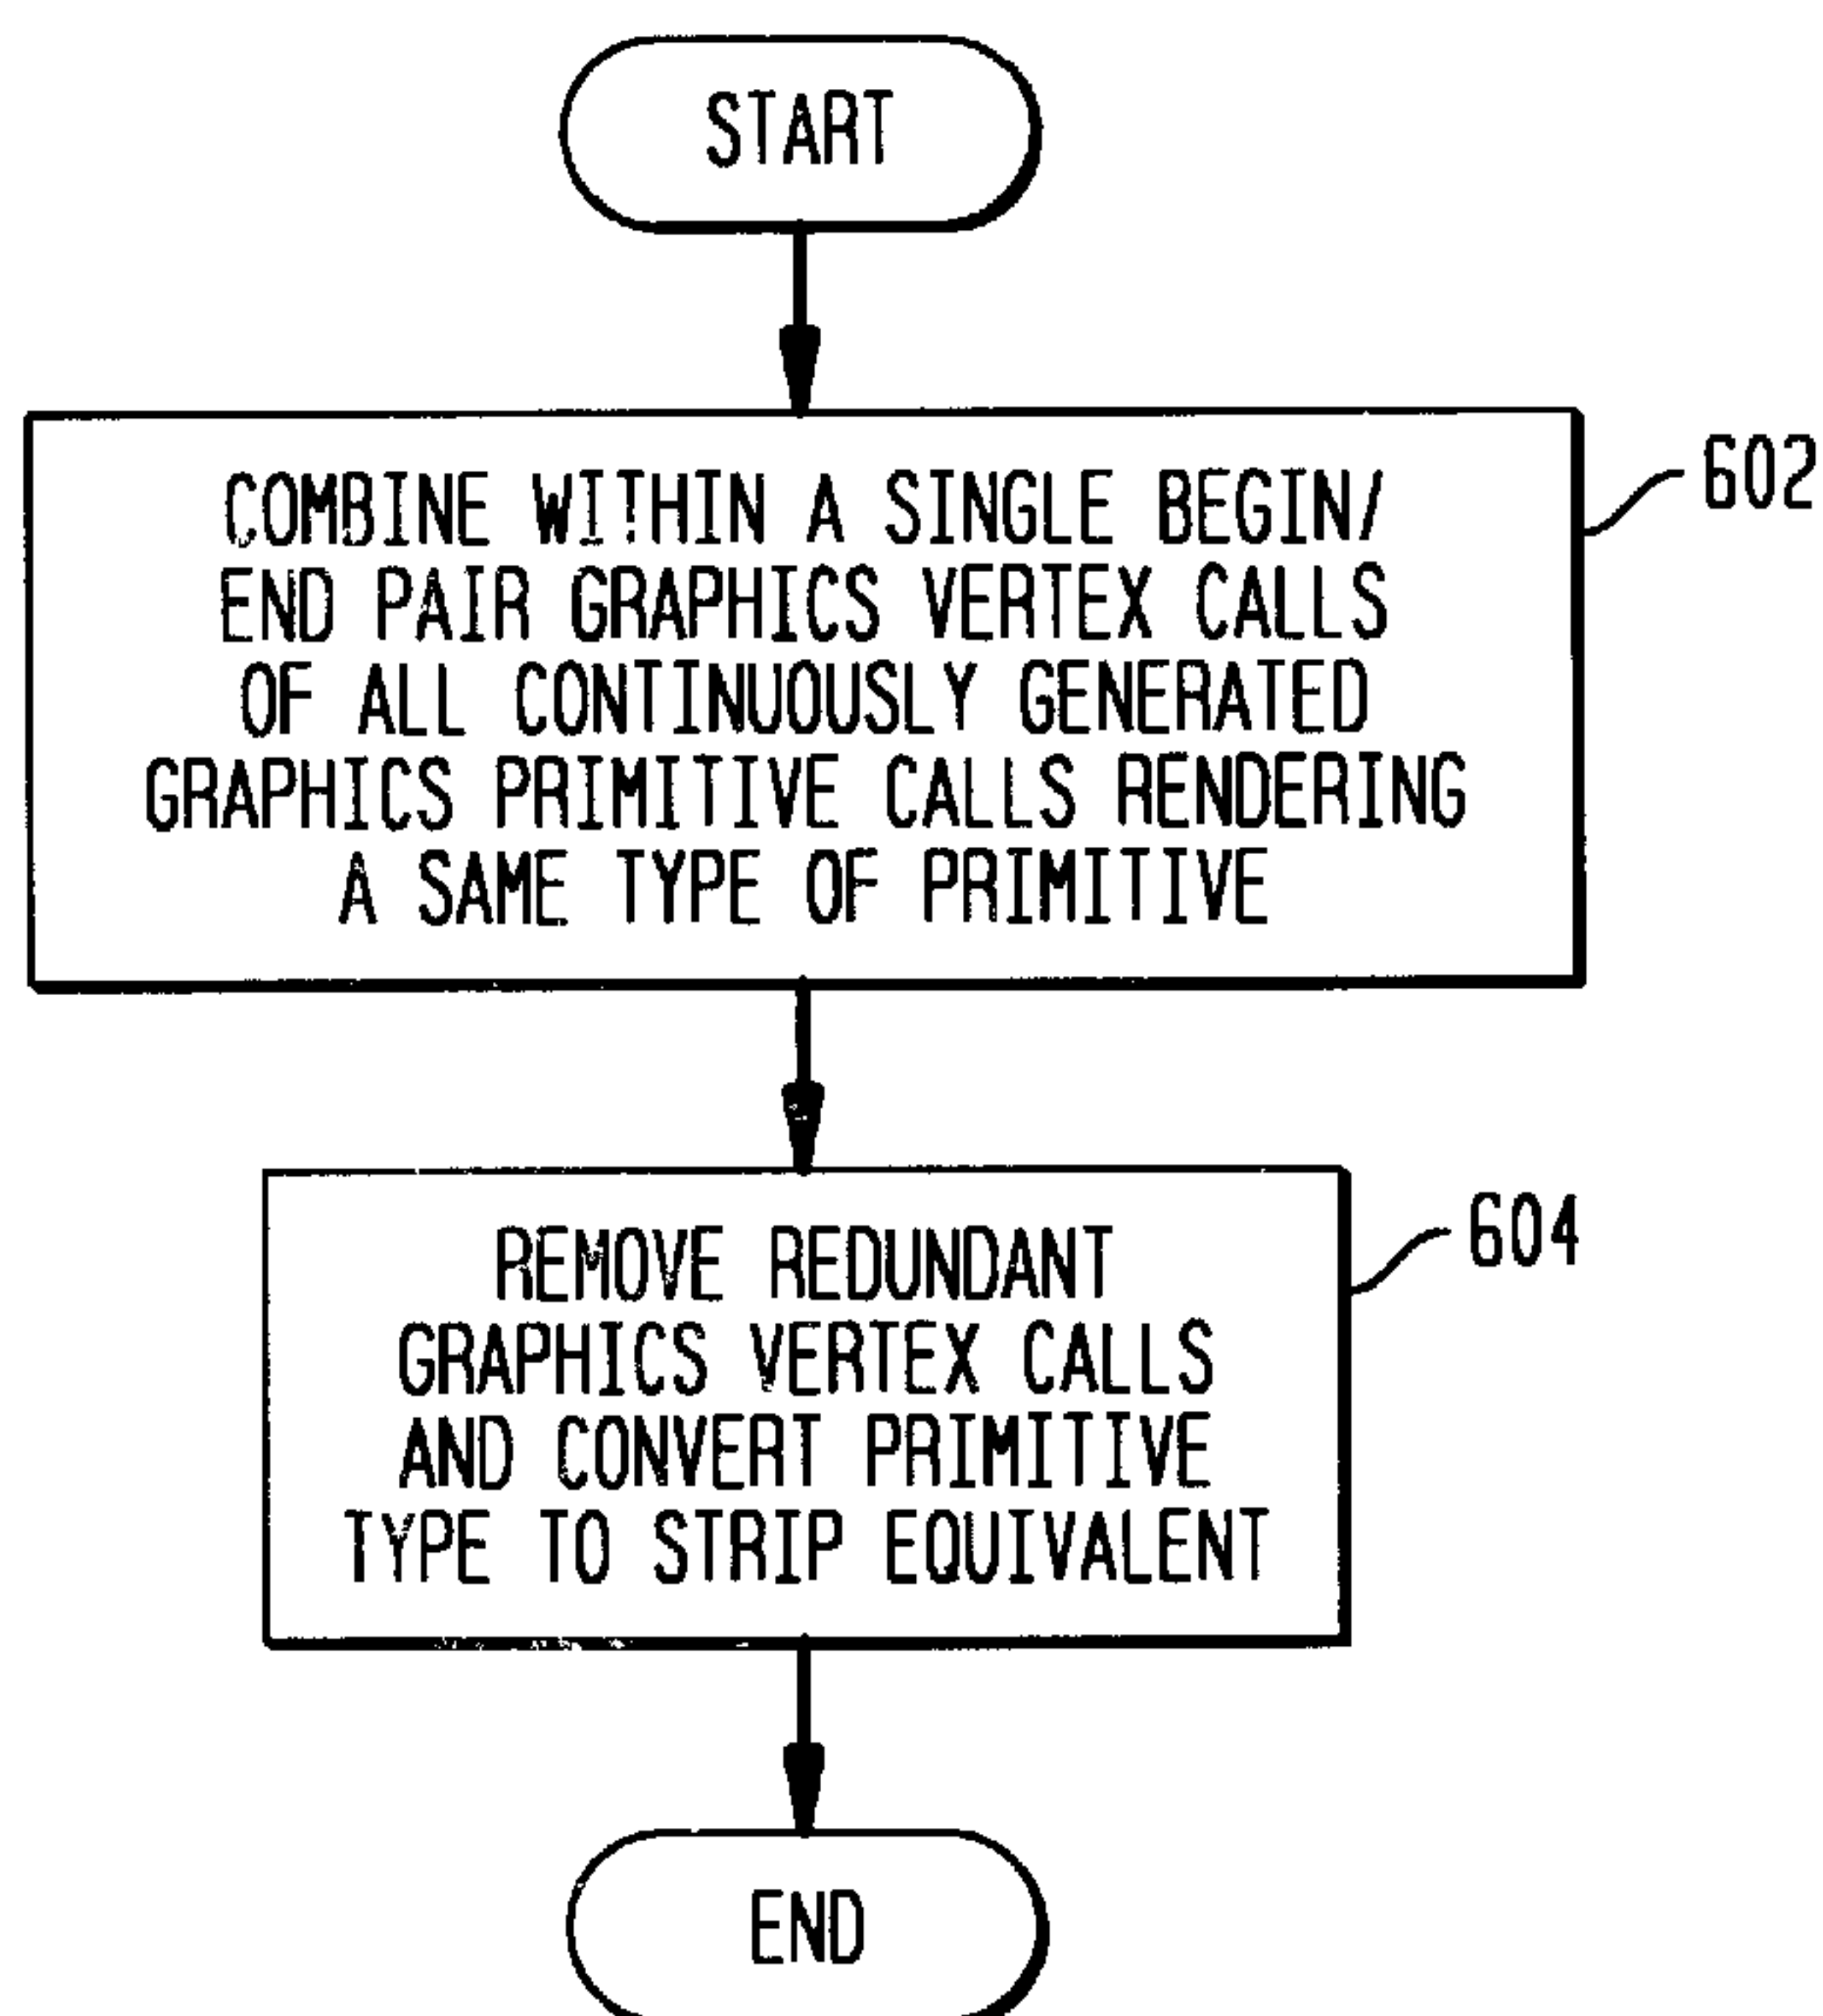 START
COMBINE WITHIN A SINGLE BEGIN/
END PAIR GRAPHICS VERTEX CALLS
OF ALL CONTINUOUSLY GENERATED
GRAPHICS PRIMITIVE CALLS RENDERING
A SAME TYPE OF PRIMITIVE
602
REMOVE REDUNDANT
GRAPHICS VERTEX CALLS
AND CONVERT PRIMITIVE
TYPE TO STRIP EQUIVALENT
604
END